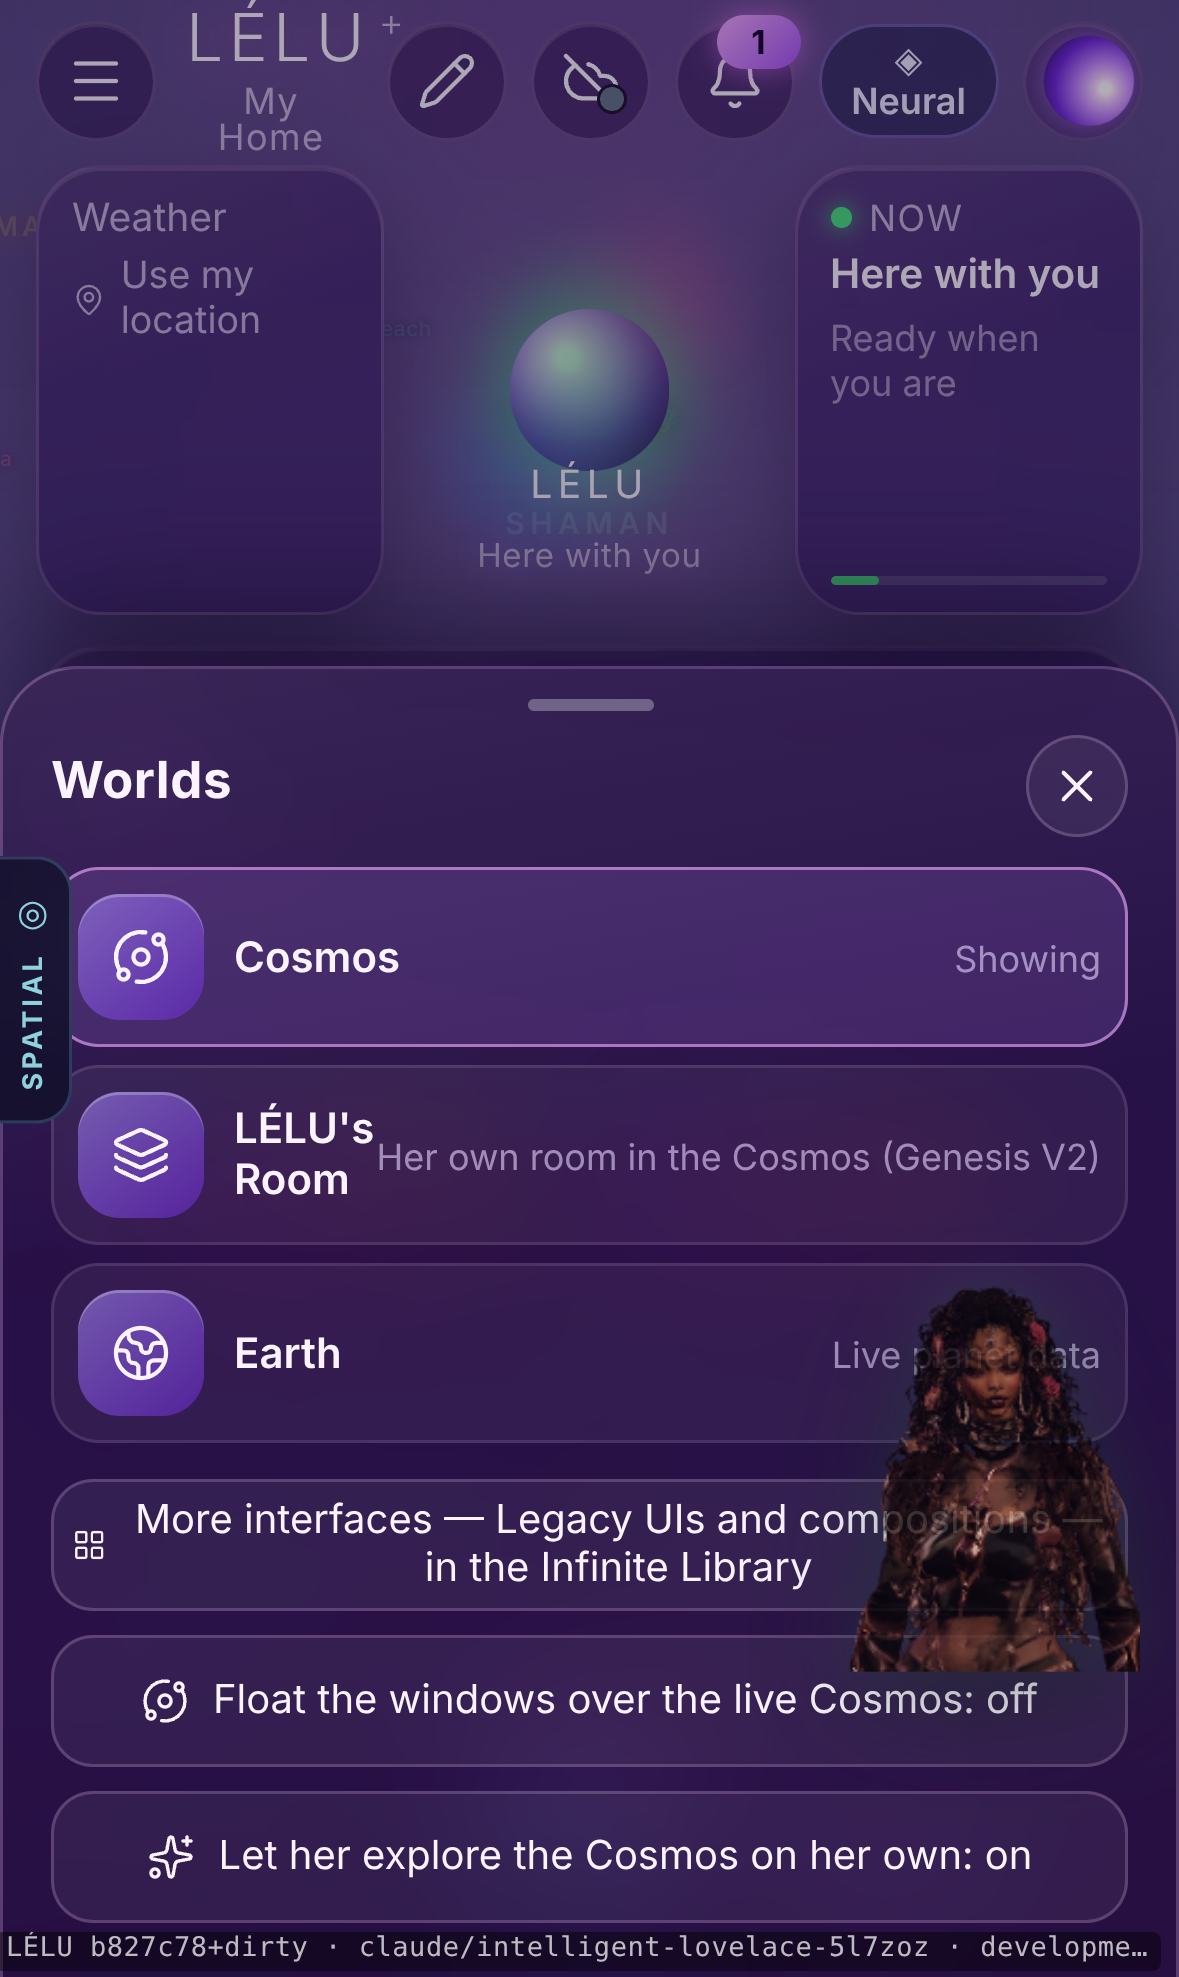 LÉLU +
My
Home
1
Neural
MA
Weather
Use my
location
each
a
NOW
Here with you
Ready when
you are
LÉLU
SHAMAN
Here with you
Worlds
SPATIAL
Cosmos
Showing
LÉLU's
Room
Her own room in the Cosmos (Genesis V2)
Earth
Live planet data
More interfaces — Legacy UIs and compositions —
in the Infinite Library
Float the windows over the live Cosmos: off
Let her explore the Cosmos on her own: on
LÉLU b827c78+dirty · claude/intelligent-lovelace-5l7zoz · developme…